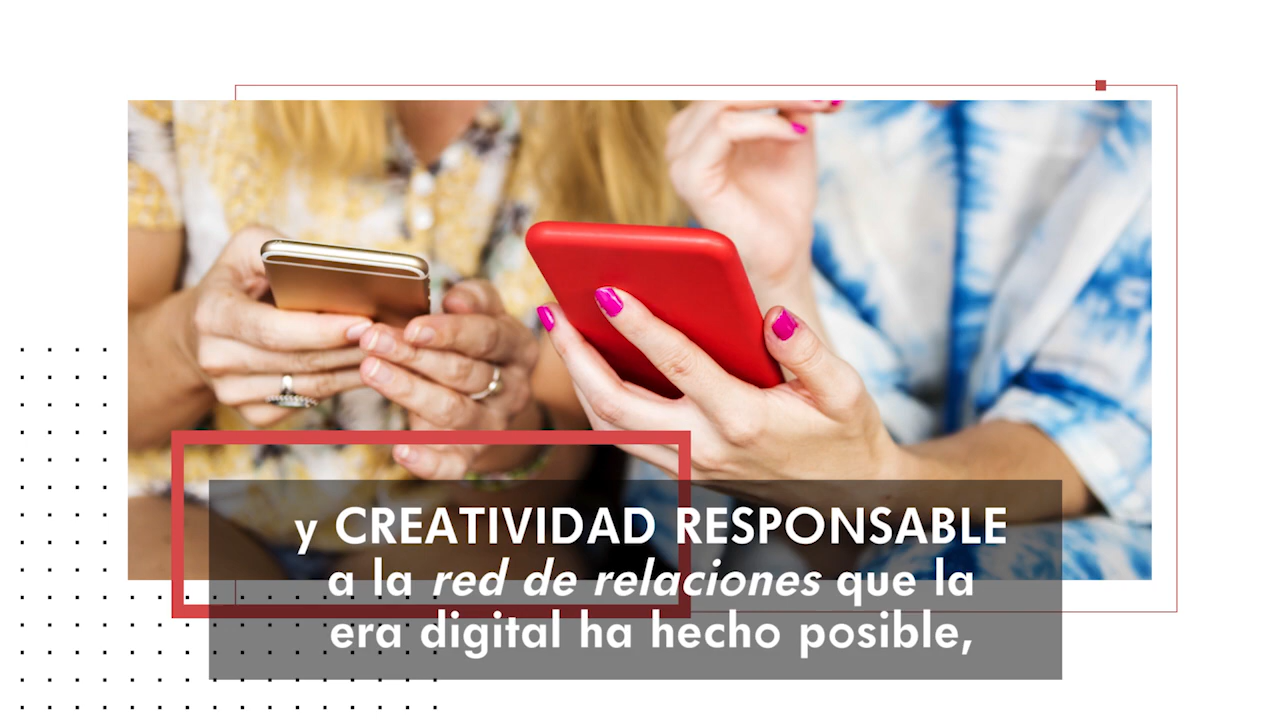 y CREATIVIDAD RESPONSABLE
a la red de relaciones que la
era digital ha hecho posible,